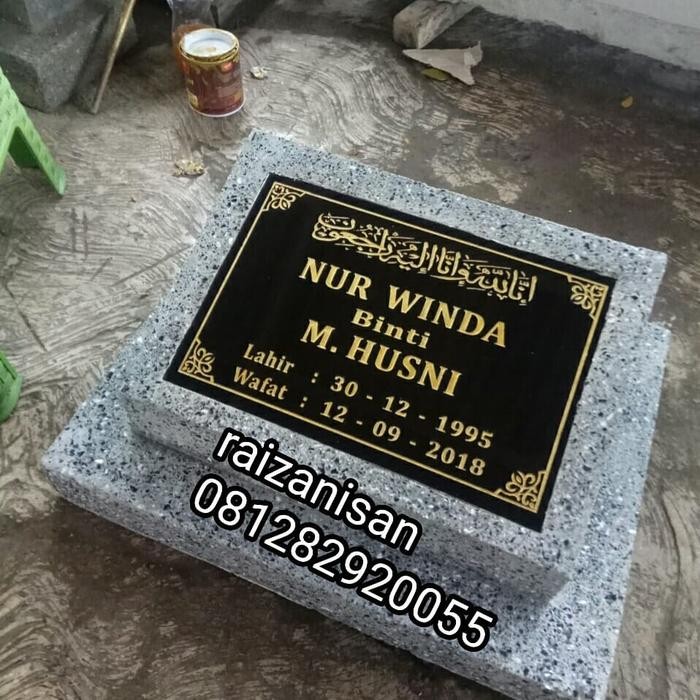 إنا لله وإنا إليه راجعون
NUR WINDA
Binti
M. HUSNI
Lahir : 30 - 12 - 1995
Wafat : 12 - 09 - 2018
raizanisan
081282920055